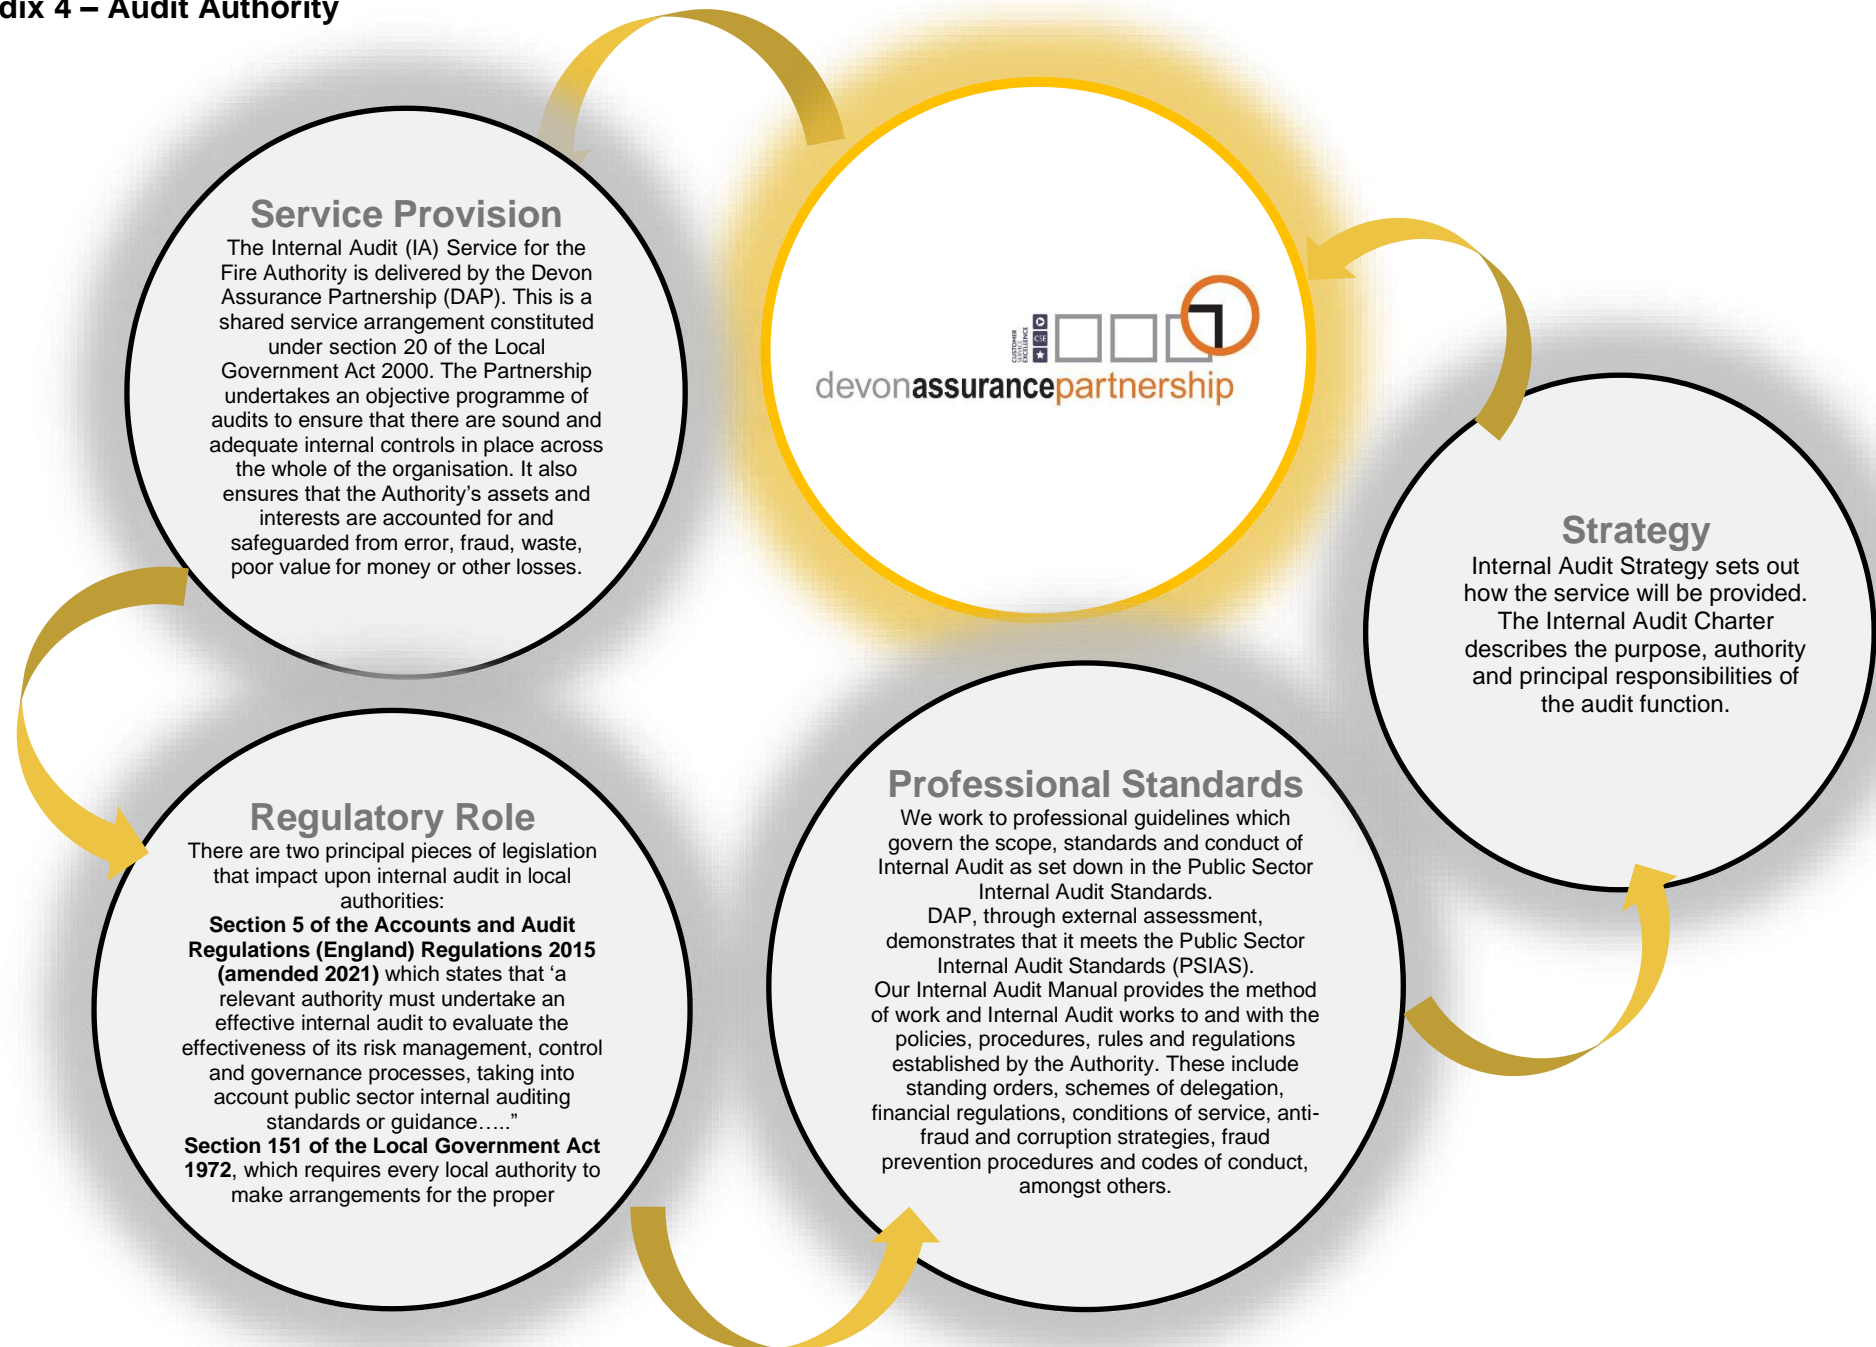 dix 4 – Audit Authority
Service Provision
The Internal Audit (IA) Service for the
Fire Authority is delivered by the Devon
Assurance Partnership (DAP). This is a
shared service arrangement constituted
under section 20 of the Local
Government Act 2000. The Partnership
undertakes an objective programme of
audits to ensure that there are sound and
adequate internal controls in place across
the whole of the organisation. It also
ensures that the Authority’s assets and
interests are accounted for and
safeguarded from error, fraud, waste,
poor value for money or other losses.
CUSTOMER
SERVICE
EXCELLENCE
CSE
devonassurancepartnership
Strategy
Internal Audit Strategy sets out
how the service will be provided.
The Internal Audit Charter
describes the purpose, authority
and principal responsibilities of
the audit function.
Regulatory Role
There are two principal pieces of legislation
that impact upon internal audit in local
authorities:
Section 5 of the Accounts and Audit
Regulations (England) Regulations 2015
(amended 2021) which states that ‘a
relevant authority must undertake an
effective internal audit to evaluate the
effectiveness of its risk management, control
and governance processes, taking into
account public sector internal auditing
standards or guidance…..”
Section 151 of the Local Government Act
1972, which requires every local authority to
make arrangements for the proper
Professional Standards
We work to professional guidelines which
govern the scope, standards and conduct of
Internal Audit as set down in the Public Sector
Internal Audit Standards.
DAP, through external assessment,
demonstrates that it meets the Public Sector
Internal Audit Standards (PSIAS).
Our Internal Audit Manual provides the method
of work and Internal Audit works to and with the
policies, procedures, rules and regulations
established by the Authority. These include
standing orders, schemes of delegation,
financial regulations, conditions of service, anti-
fraud and corruption strategies, fraud
prevention procedures and codes of conduct,
amongst others.